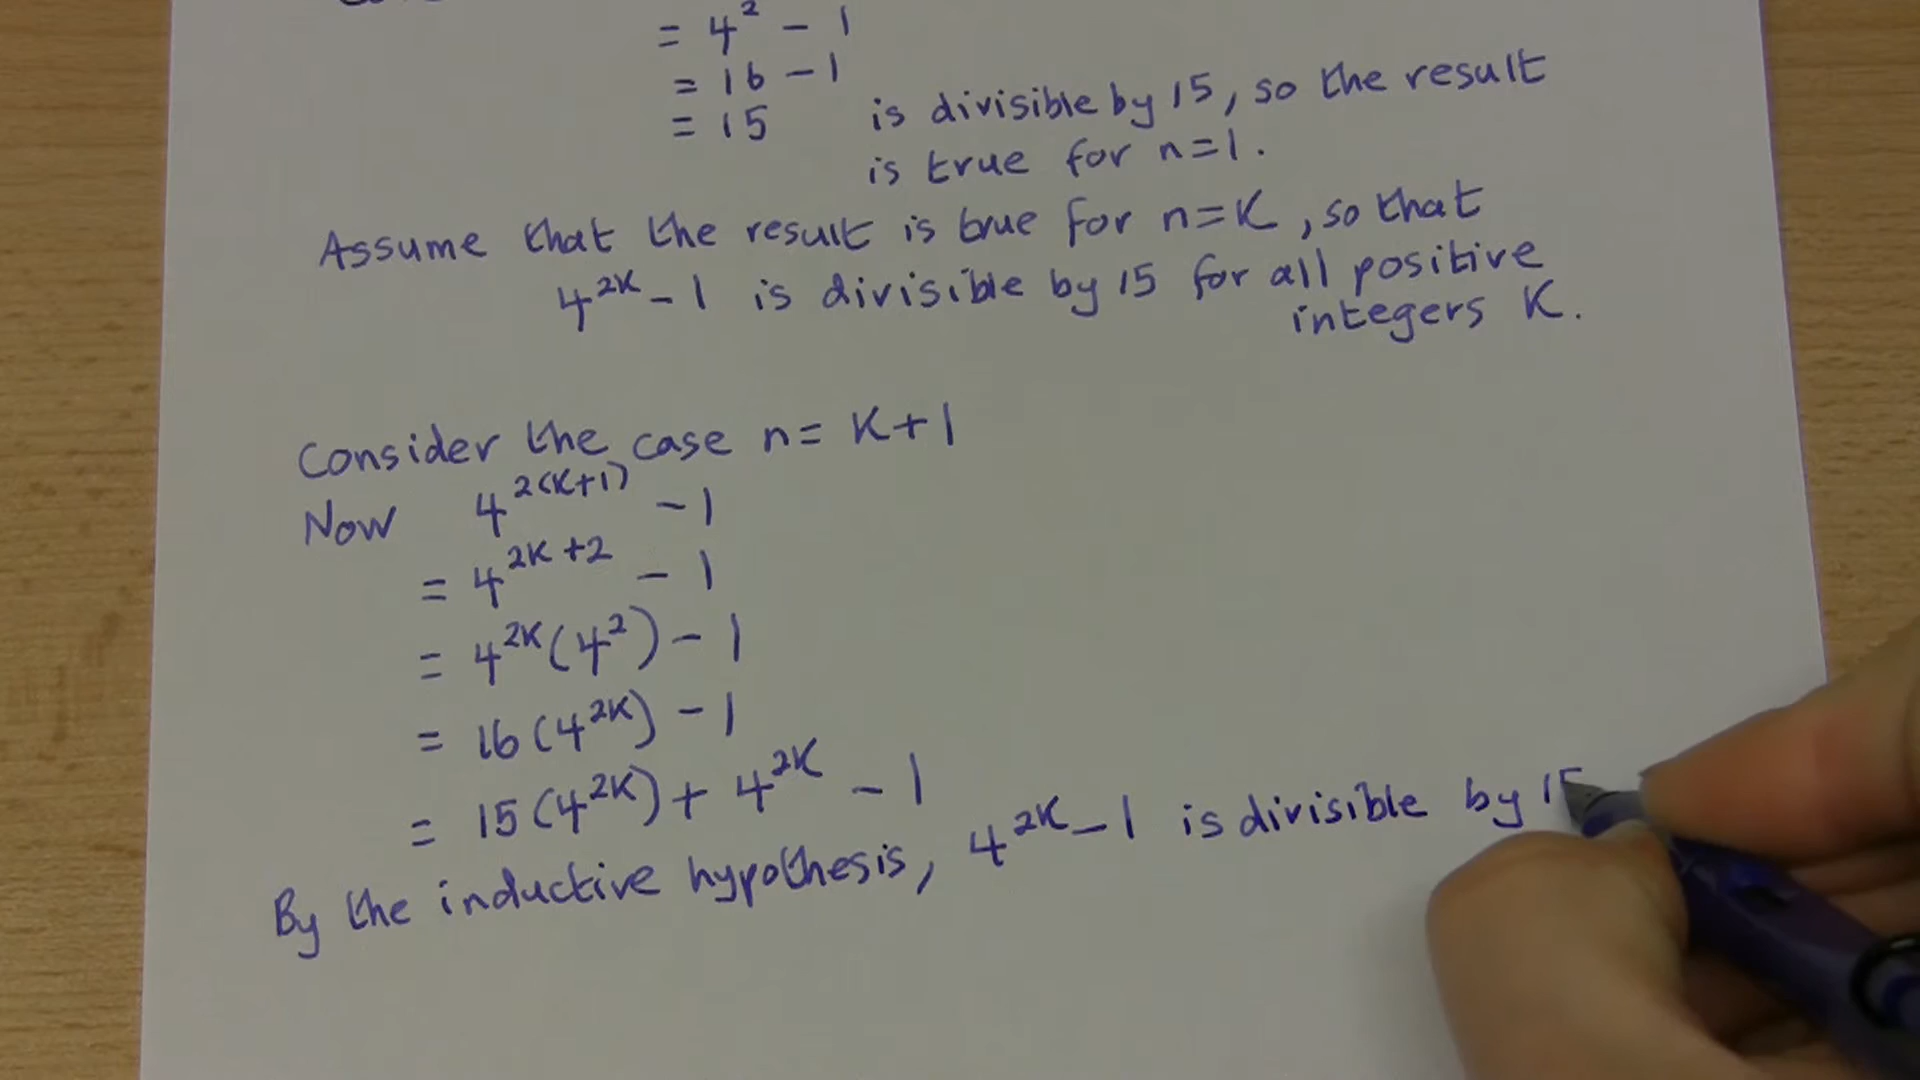 = 4² - 1
= 16 - 1
= 15 is divisible by 15, so the result
is true for n=1.
Assume that the result is true for n=K, so that
4^2K - 1 is divisible by 15 for all positive
integers K.
Consider the case n= K+1
Now 4^2(K+1) - 1
= 4^2K+2 - 1
= 4^2K(4²) - 1
= 16(4^2K) - 1
= 15(4^2K) + 4^2K - 1
By the inductive hypothesis, 4^2K - 1 is divisible by 15